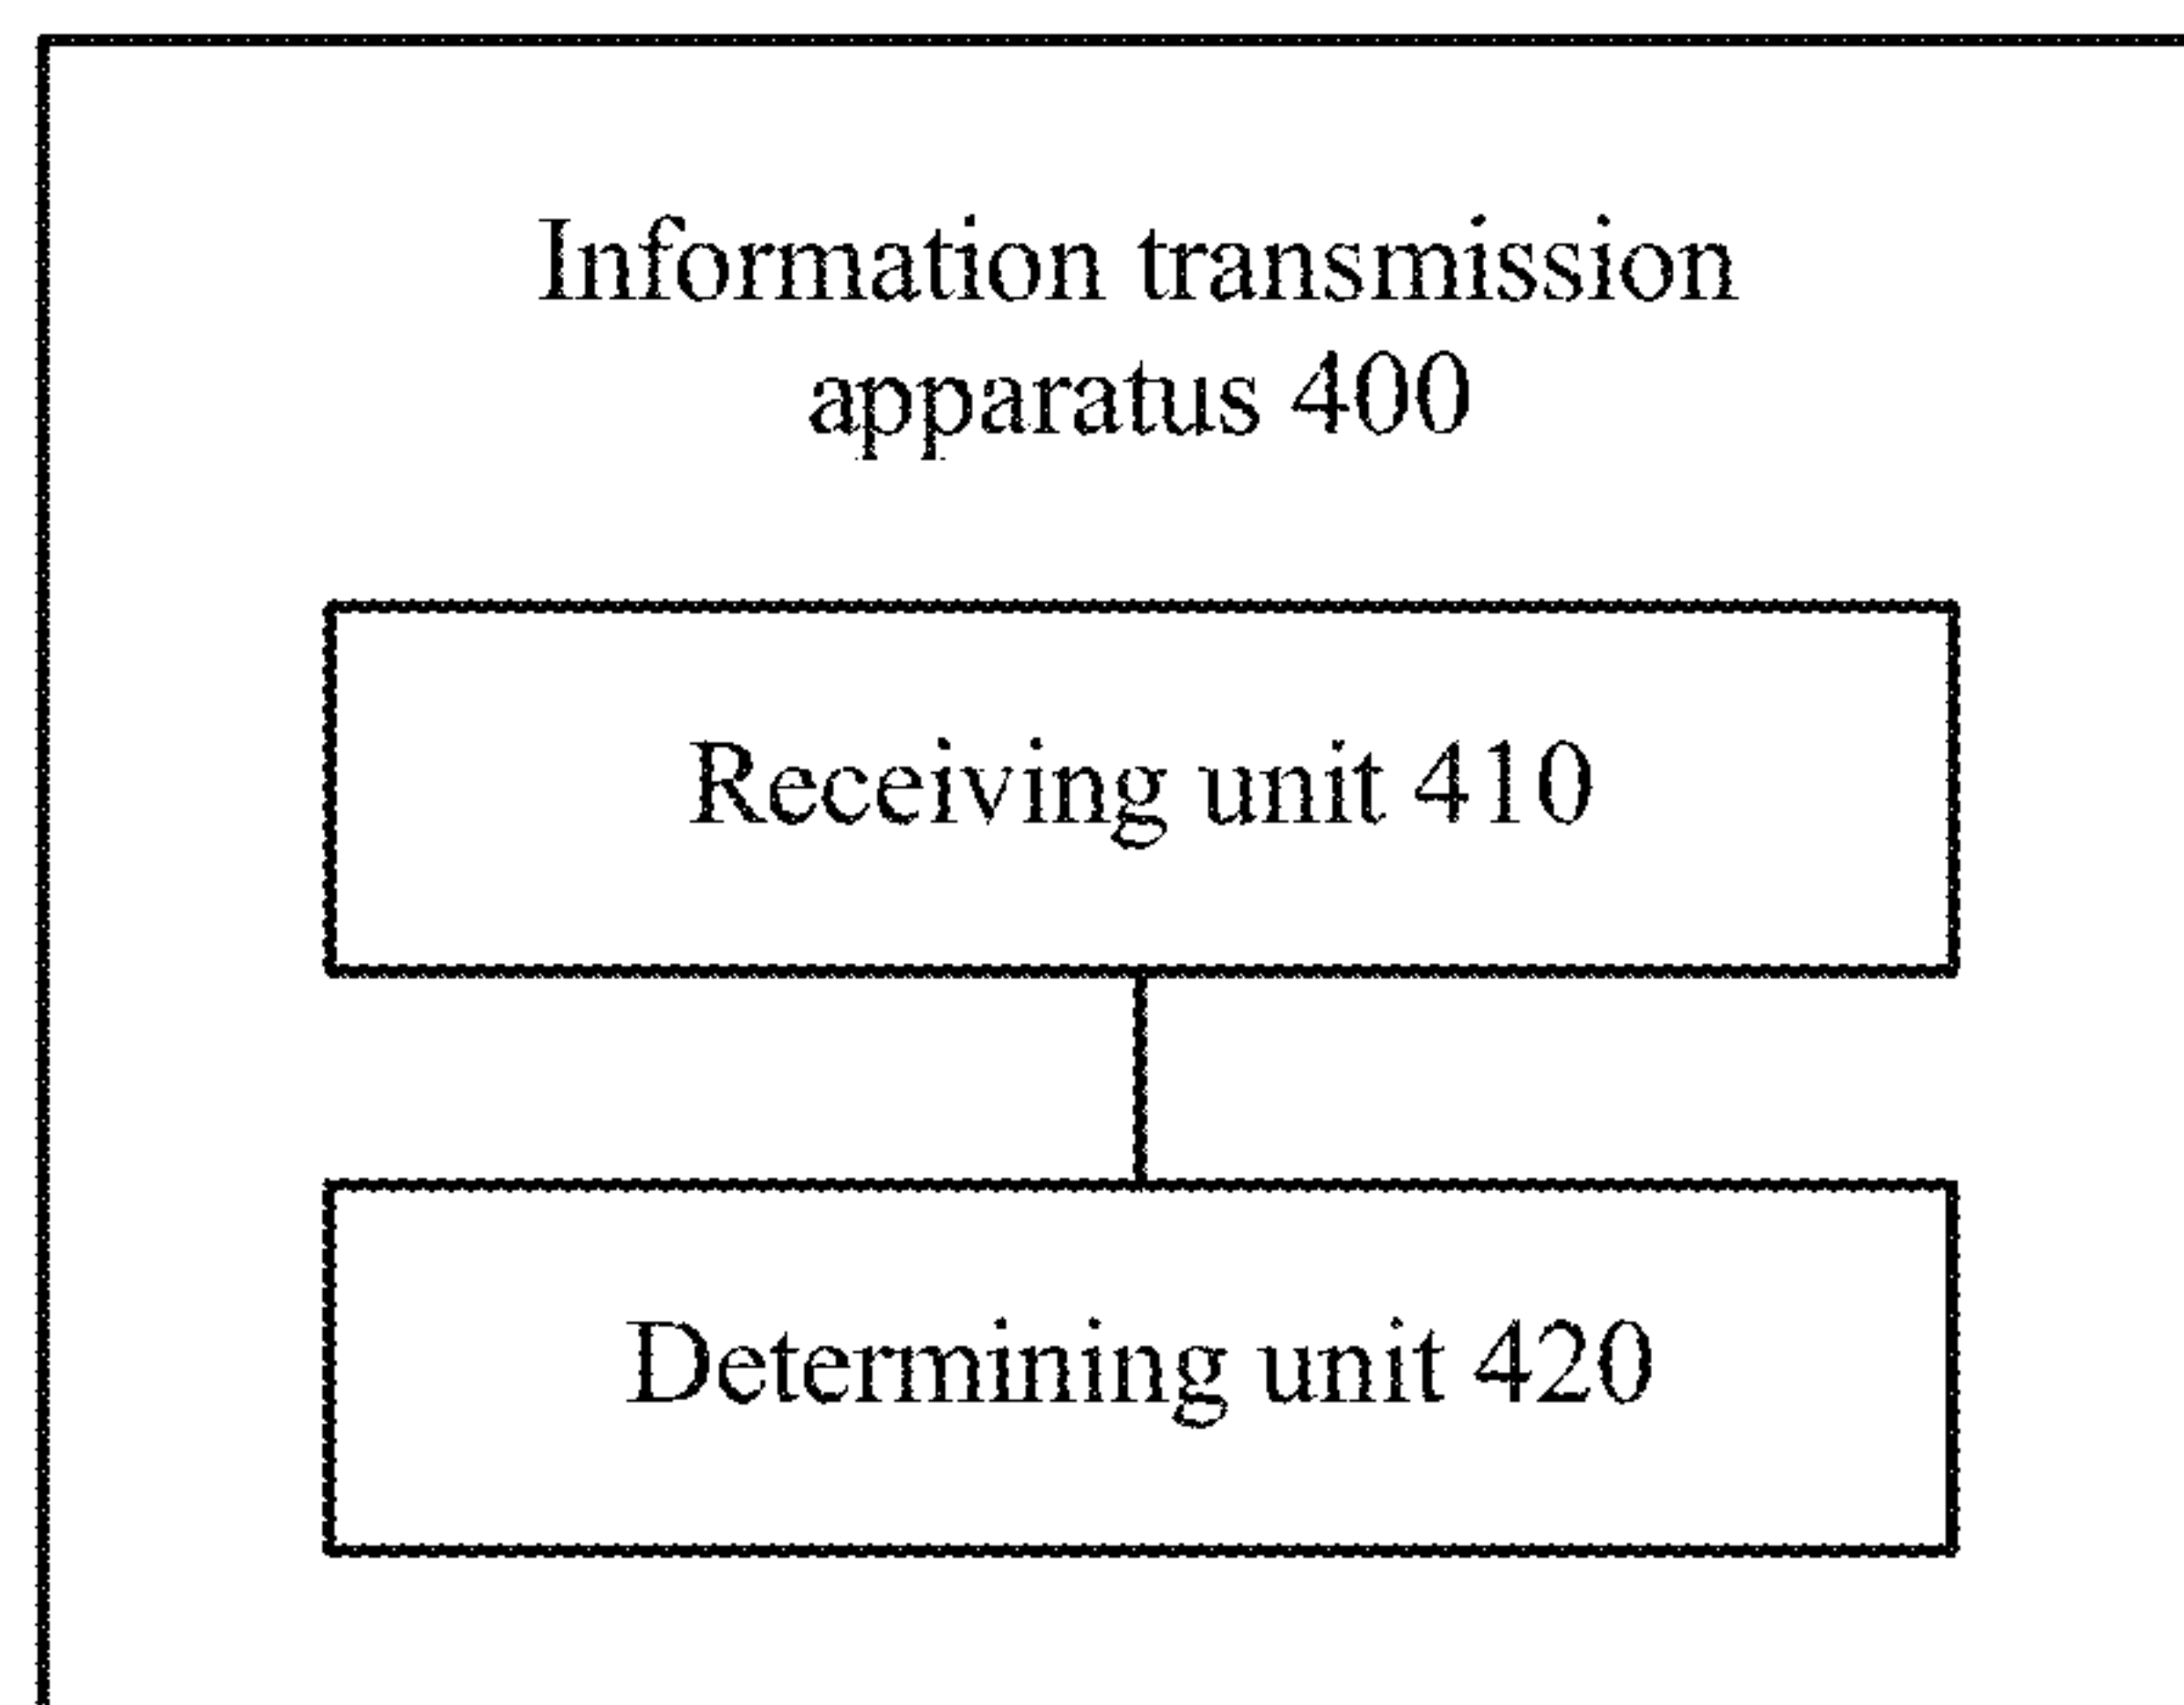 Information transmission
apparatus 400
Receiving unit 410
Determining unit 420